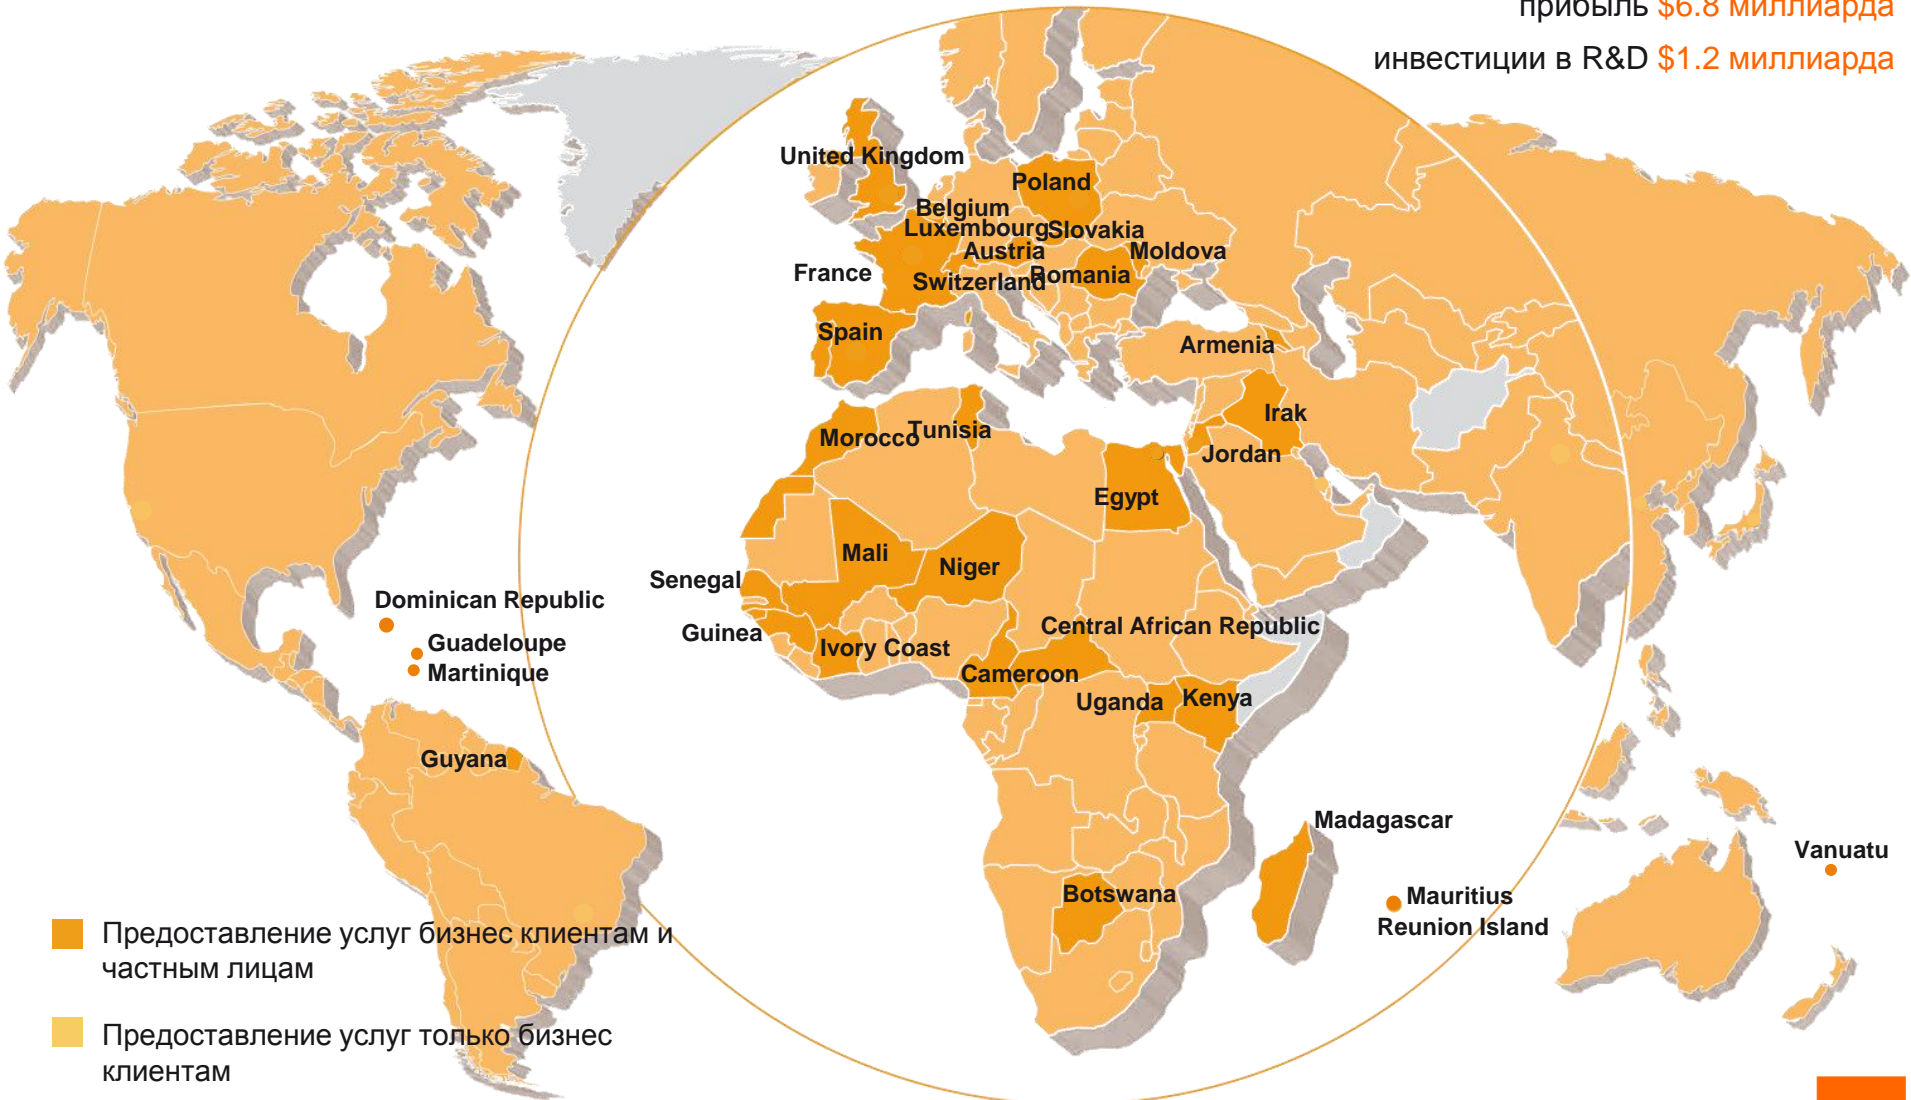 прибыль $6.8 миллиарда
инвестиции в R&D $1.2 миллиарда
United Kingdom
Poland
Belgium
Luxembourg
Slovakia
Austria
Moldova
France
Switzerland
Romania
Spain
Armenia
Irak
Morocco
Tunisia
Jordan
Egypt
Mali
Niger
Senegal
Dominican Republic
Guinea
Central African Republic
Guadeloupe
Ivory Coast
Martinique
Cameroon
Uganda
Kenya
Guyana
Madagascar
Vanuatu
Botswana
Mauritius
Reunion Island
Предоставление услуг бизнес клиентам и
частным лицам
Предоставление услуг только бизнес
клиентам